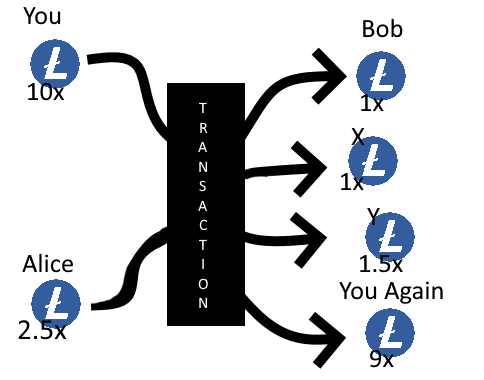 You
10x
Alice
2.5x
TRANSACTION
Bob
1x
X
1x
Y
1.5x
You Again
9x